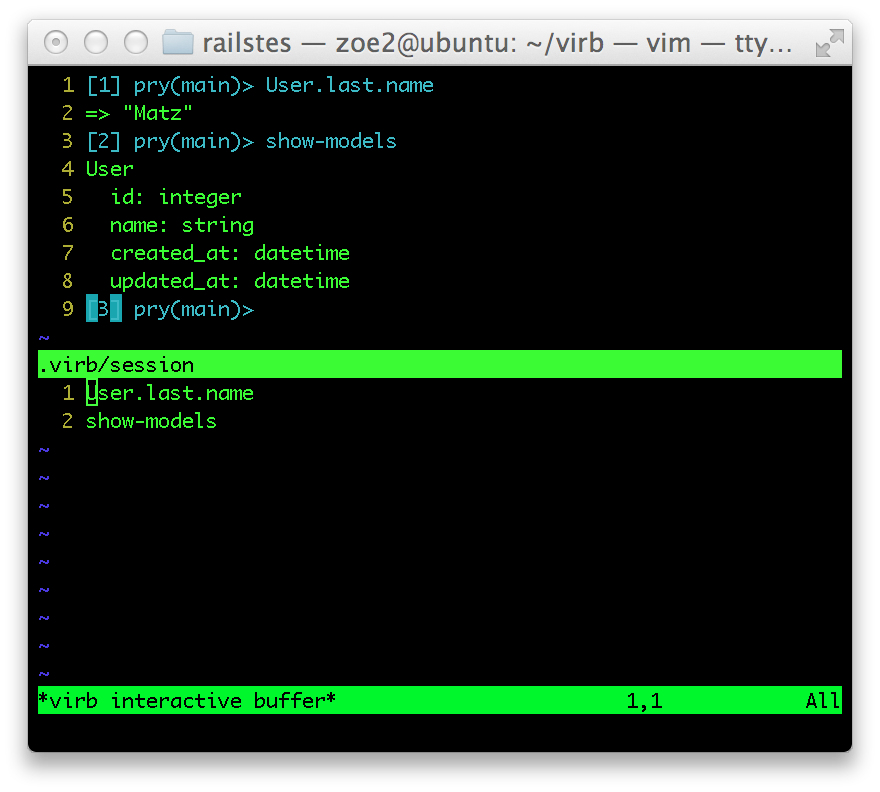 railstes — zoe2@ubuntu: ~/virb — vim — tty…
1 [1] pry(main)> User.last.name
2 => "Matz"
3 [2] pry(main)> show-models
4 User
5   id: integer
6   name: string
7   created_at: datetime
8   updated_at: datetime
9 [3] pry(main)>
~
.virb/session
1 User.last.name
2 show-models
~
~
~
~
~
~
~
~
~
*virb interactive buffer* 1,1 All